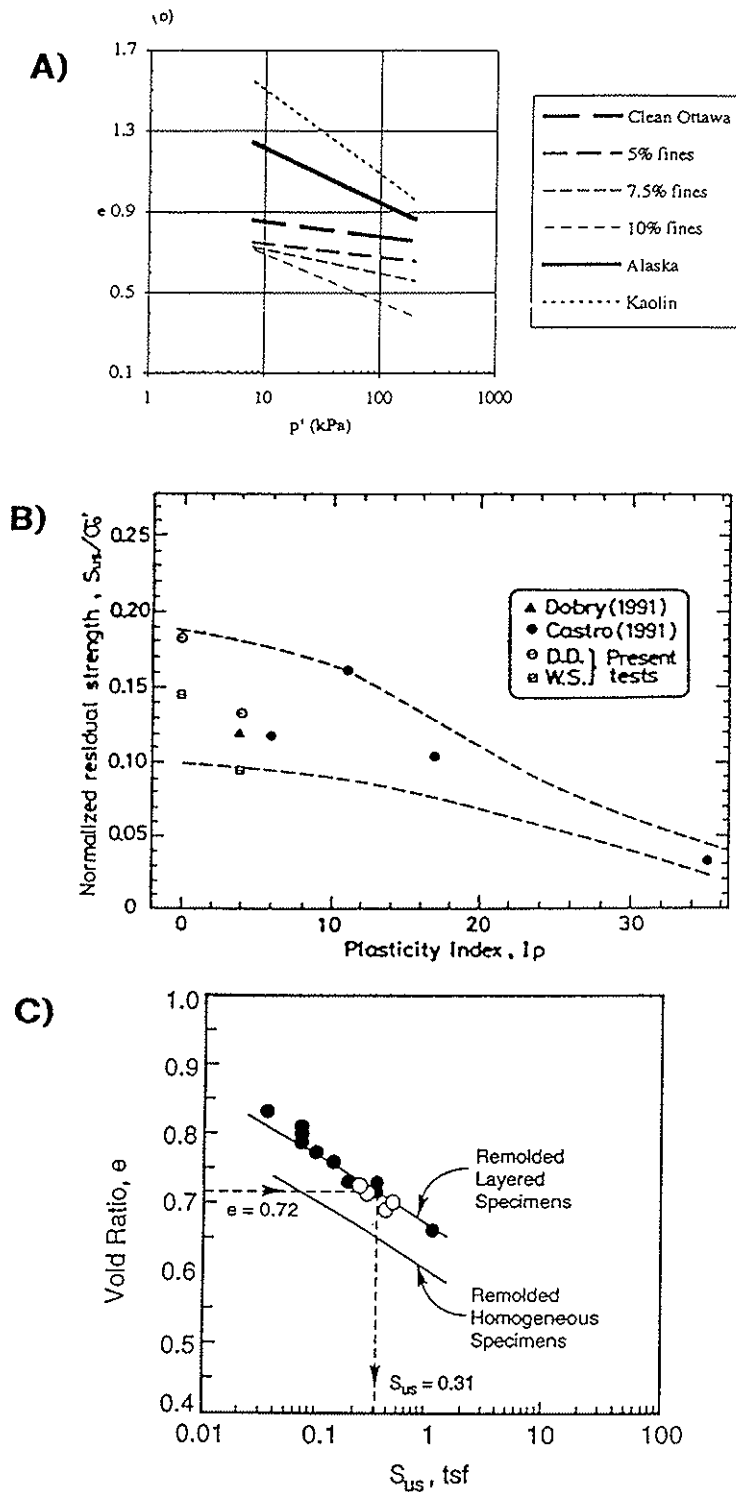 A)
1.7
1.3
e 0.9
0.5
0.1
1
10
100
1000
p' (kPa)
Clean Ottawa
5% fines
7.5% fines
10% fines
Alaska
Kaolin
B)
Normalized residual strength, Sus/σo'
0.25
0.20
0.15
0.10
0.05
0
0
10
20
30
Plasticity Index, Ip
Dobry (1991)
Castro (1991)
D.D. ] Present
W.S. ] tests
C)
Void Ratio, e
1.0
0.9
0.8
0.7
0.6
0.5
0.4
e = 0.72
Remolded
Layered
Specimens
Remolded
Homogeneous
Specimens
Sus = 0.31
0.01
0.1
1
10
100
Sus, tsf